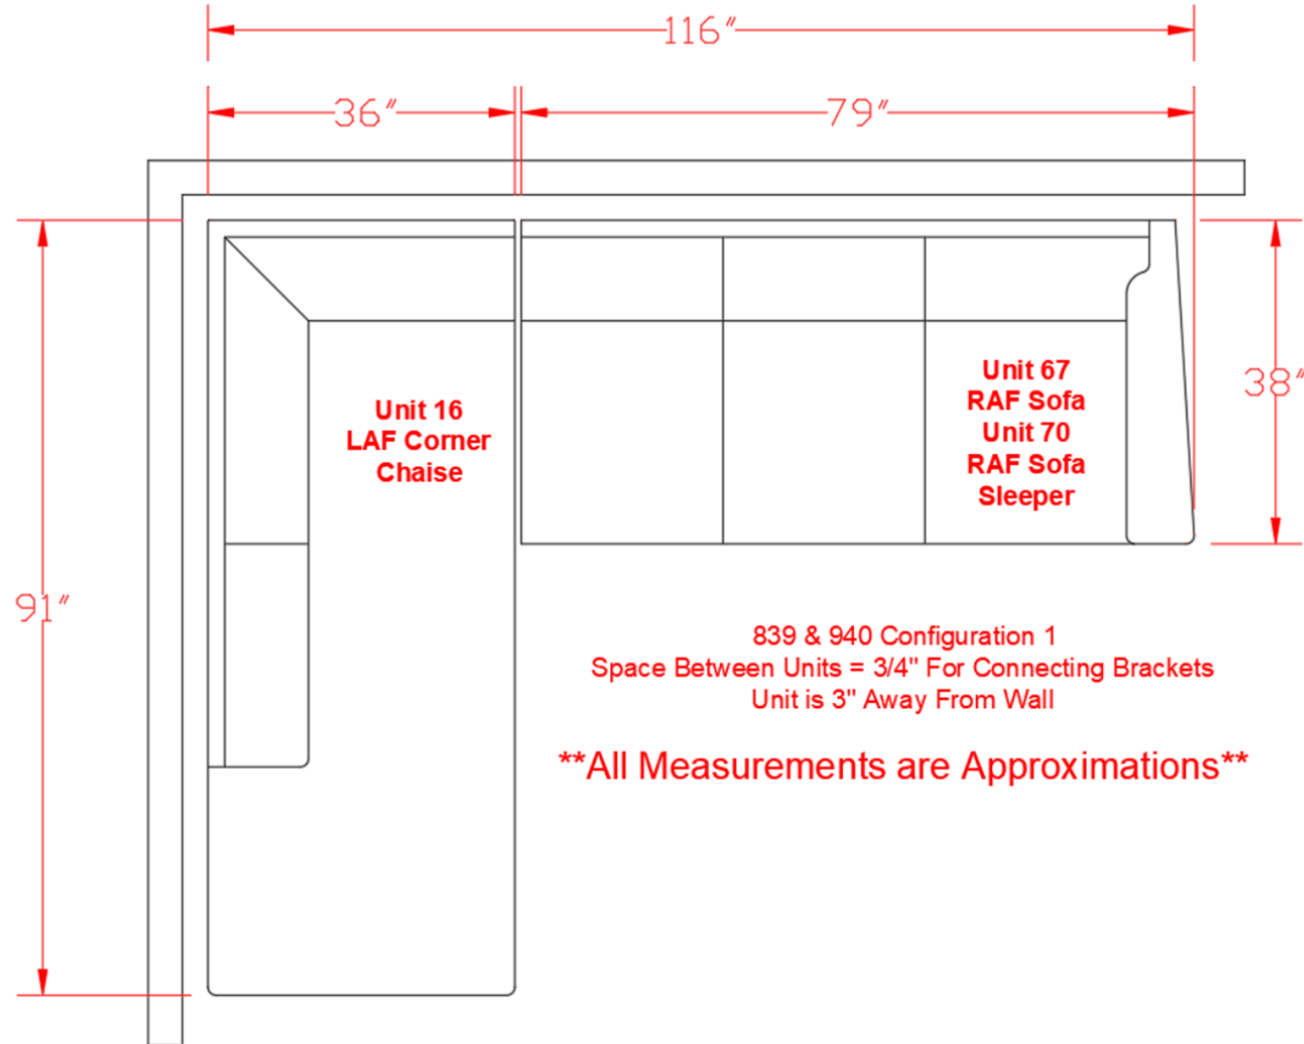 116"
36"
79"
38"
91"
Unit 16
LAF Corner
Chaise
Unit 67
RAF Sofa
Unit 70
RAF Sofa
Sleeper
839 & 940 Configuration 1
Space Between Units = 3/4" For Connecting Brackets
Unit is 3" Away From Wall
**All Measurements are Approximations**